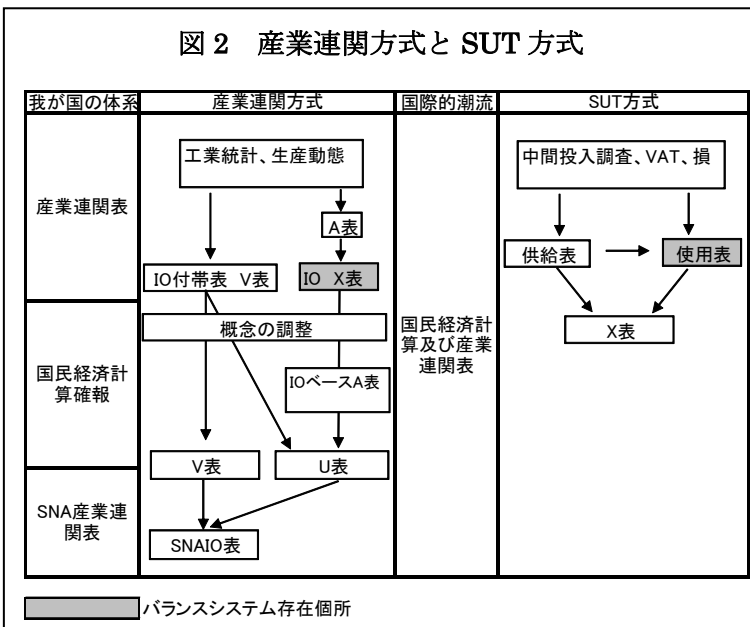 図２　産業連関方式と SUT 方式
我が国の体系 産業連関方式 国際的潮流 SUT方式
産業連関表
工業統計、生産動態
A表
IO付帯表　V表
IO　X表
概念の調整
国民経済計
算確報
IOベースA表
V表
U表
SNA産業連
関表
SNAIO表
国民経済計
算及び産業
連関表
中間投入調査、VAT、損
供給表
使用表
X表
バランスシステム存在個所